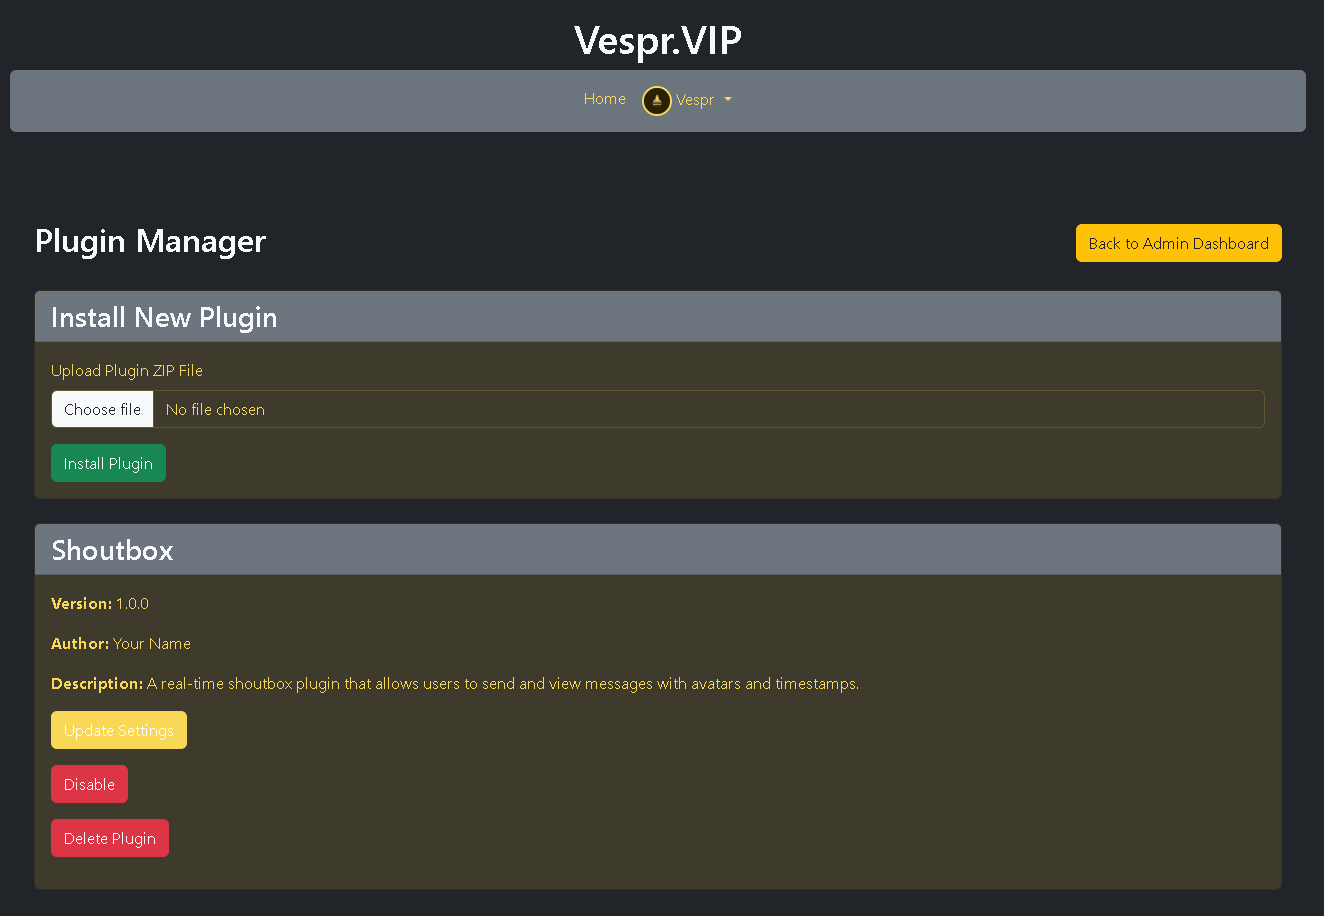 Vespr.VIP
Home Vespr
Plugin Manager
Back to Admin Dashboard
Install New Plugin
Upload Plugin ZIP File
Choose file No file chosen
Install Plugin
Shoutbox
Version: 1.0.0
Author: Your Name
Description: A real-time shoutbox plugin that allows users to send and view messages with avatars and timestamps.
Update Settings
Disable
Delete Plugin